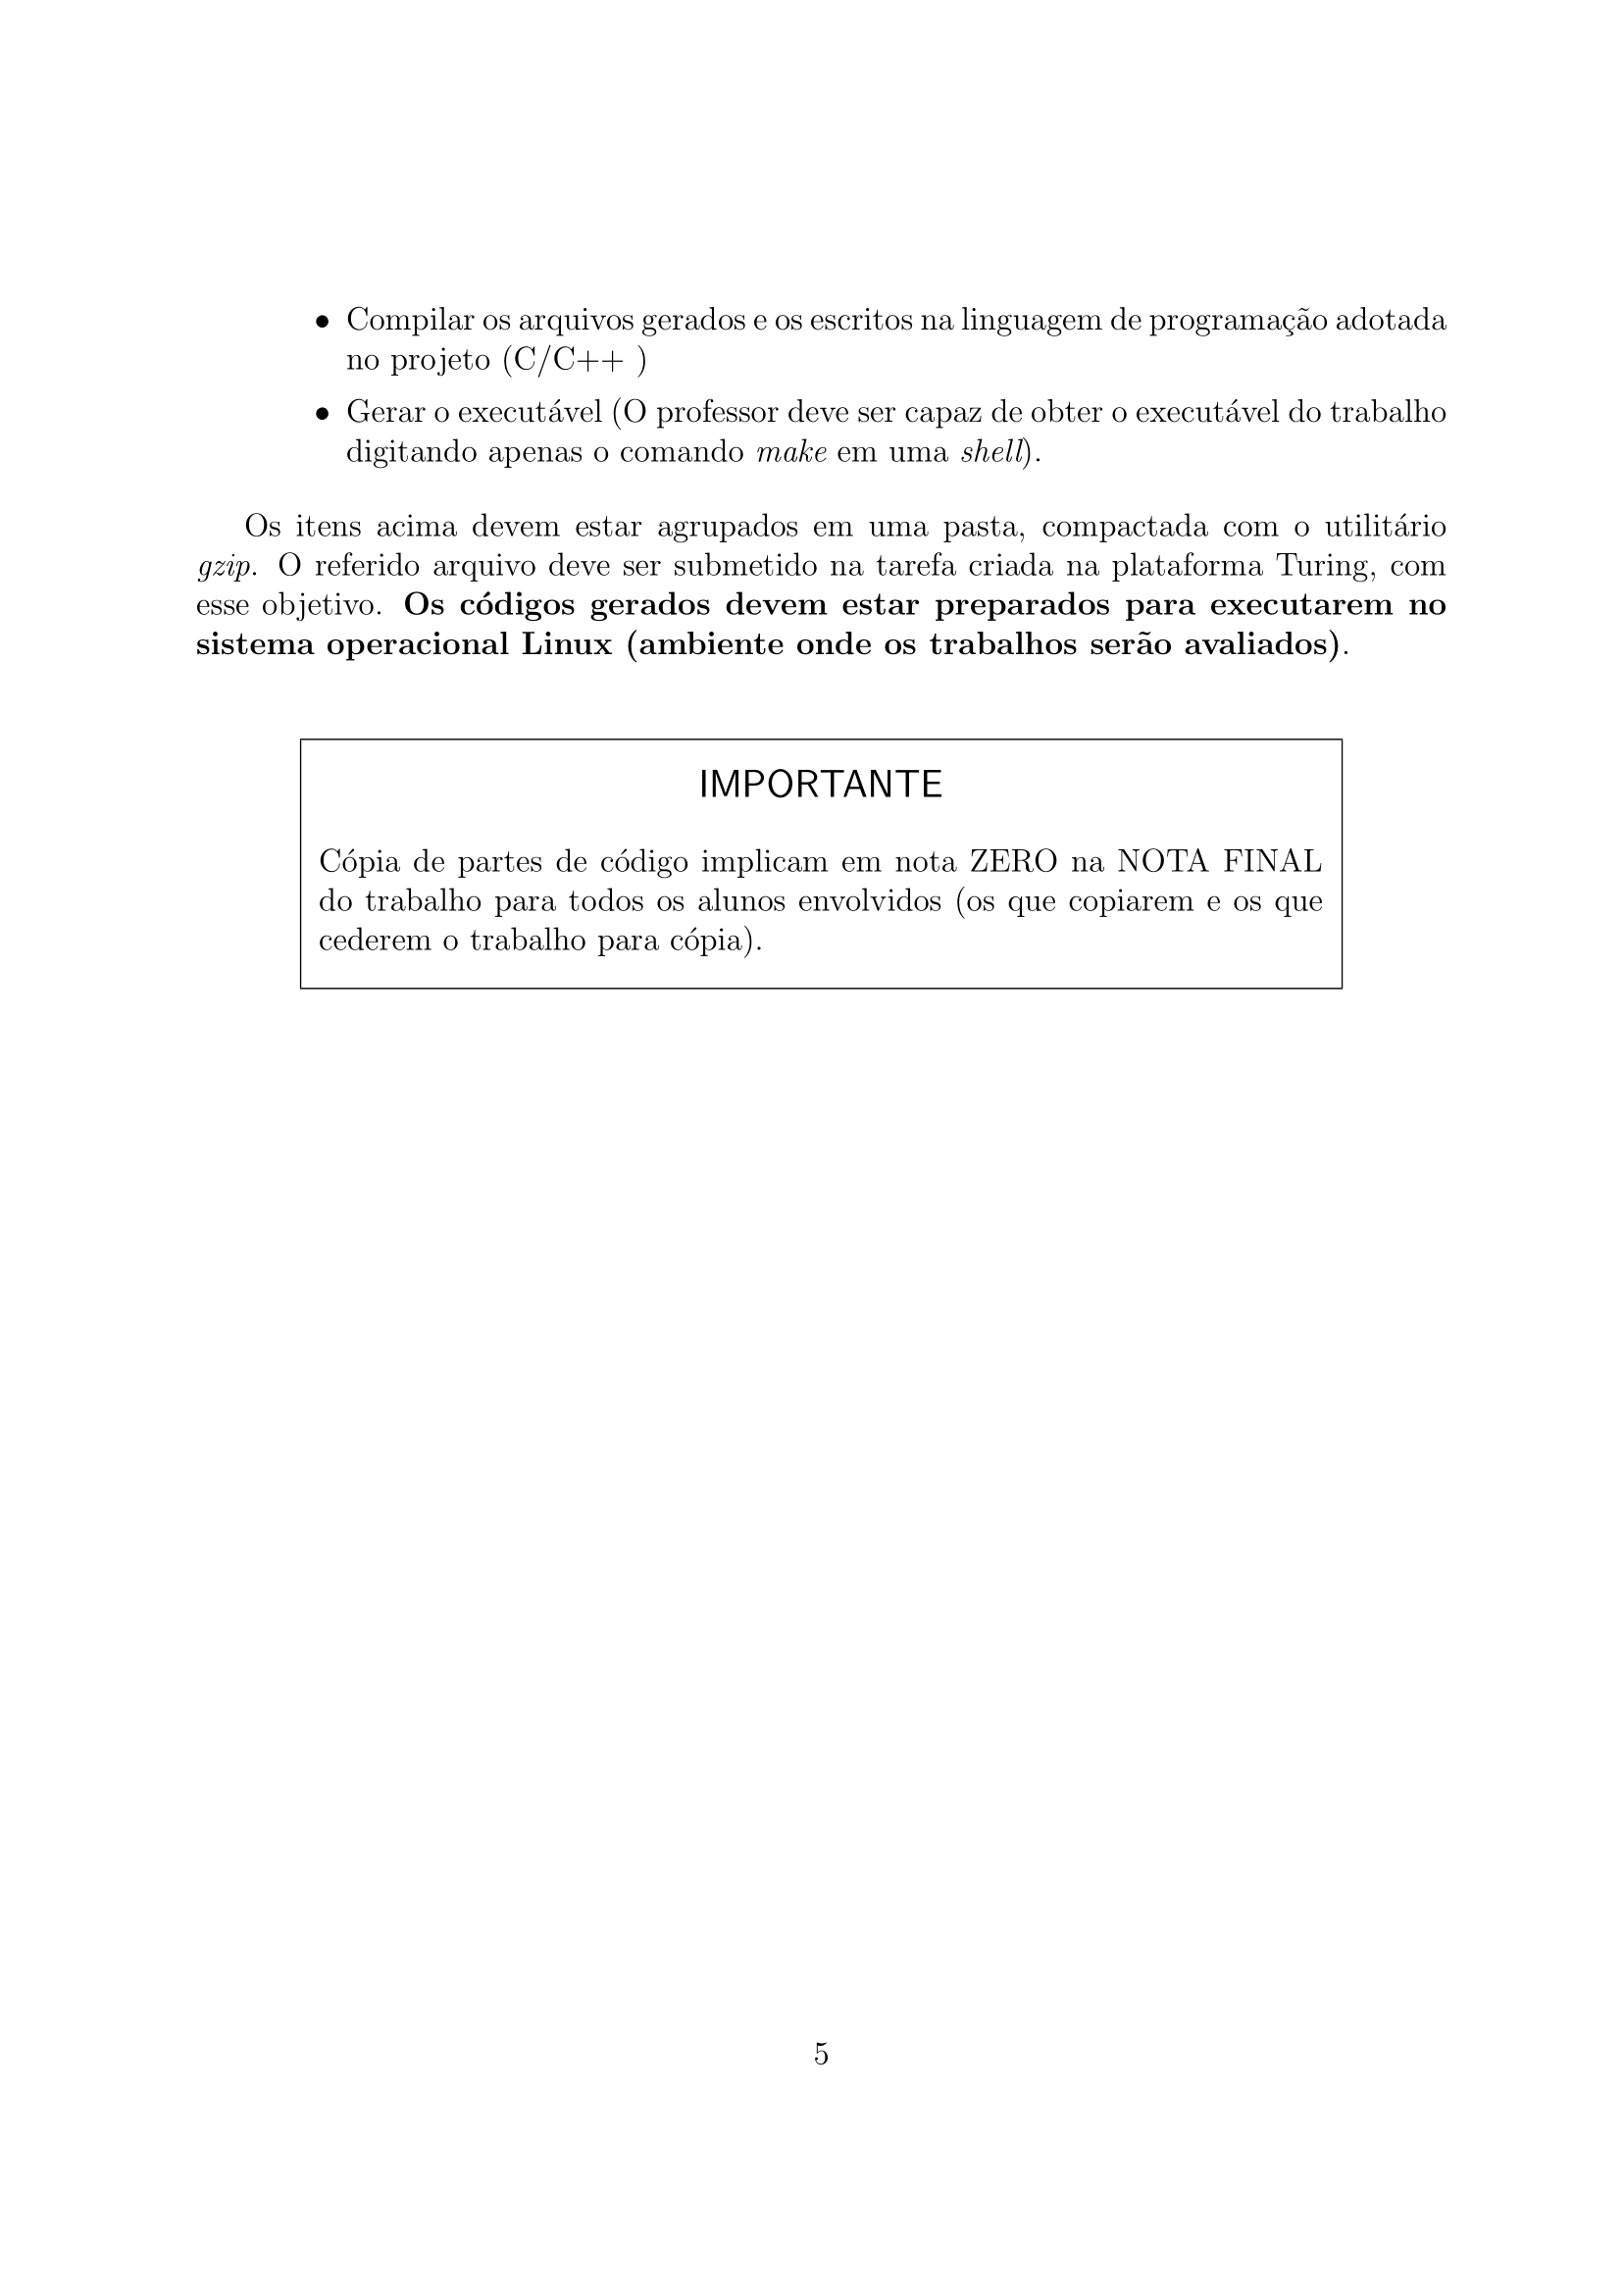 • Compilar os arquivos gerados e os escritos na linguagem de programação adotada
no projeto (C/C++ )
• Gerar o executável (O professor deve ser capaz de obter o executável do trabalho
digitando apenas o comando make em uma shell).
Os itens acima devem estar agrupados em uma pasta, compactada com o utilitário
gzip. O referido arquivo deve ser submetido na tarefa criada na plataforma Turing, com
esse objetivo. Os códigos gerados devem estar preparados para executarem no
sistema operacional Linux (ambiente onde os trabalhos serão avaliados).
IMPORTANTE
Cópia de partes de código implicam em nota ZERO na NOTA FINAL
do trabalho para todos os alunos envolvidos (os que copiarem e os que
cederem o trabalho para cópia).
5